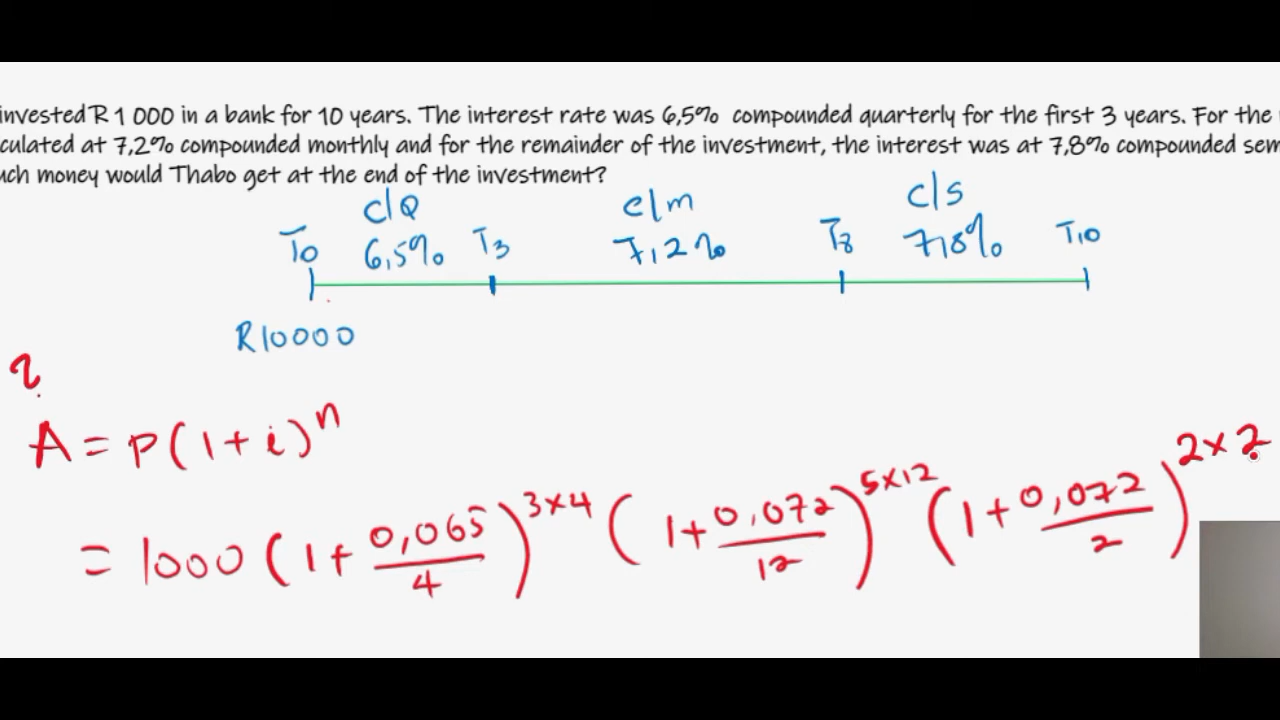 invested R 1 000 in a bank for 10 years. The interest rate was 6,5% compounded quarterly for the first 3 years. For the
culated at 7,2% compounded monthly and for the remainder of the investment, the interest was at 7,8% compounded sem
uch money would Thabo get at the end of the investment?
c/Q c/m c/s
T0 6,5% T3 7,2% T8 7,8% T10
R10000
?
A = P(1+i)^n
= 1000 (1+ 0,065/4)^3×4 (1+ 0,072/12)^5×12 (1+ 0,072/2)^2×2